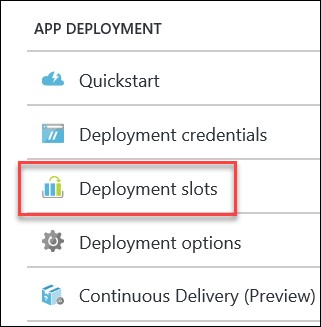 APP DEPLOYMENT
Quickstart
Deployment credentials
Deployment slots
Deployment options
Continuous Delivery (Preview)